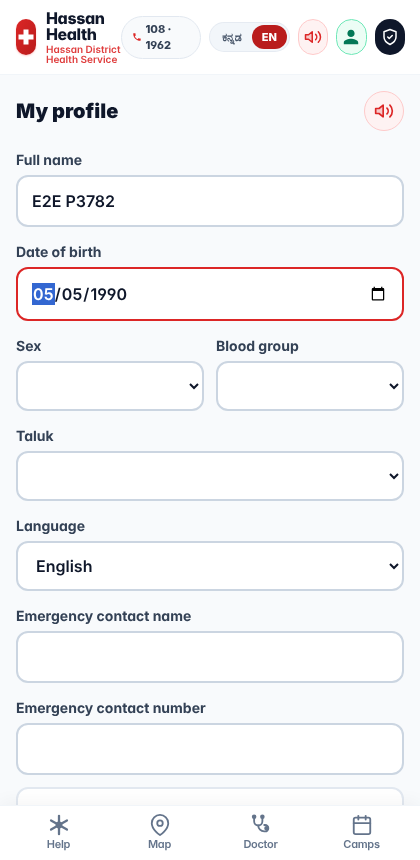 Hassan
Health
Hassan District
Health Service
108 ·
1962
ಕನ್ನಡ
EN
My profile
Full name
E2E P3782
Date of birth
05/05/1990
Sex
Blood group
Taluk
Language
English
Emergency contact name
Emergency contact number
Help
Map
Doctor
Camps